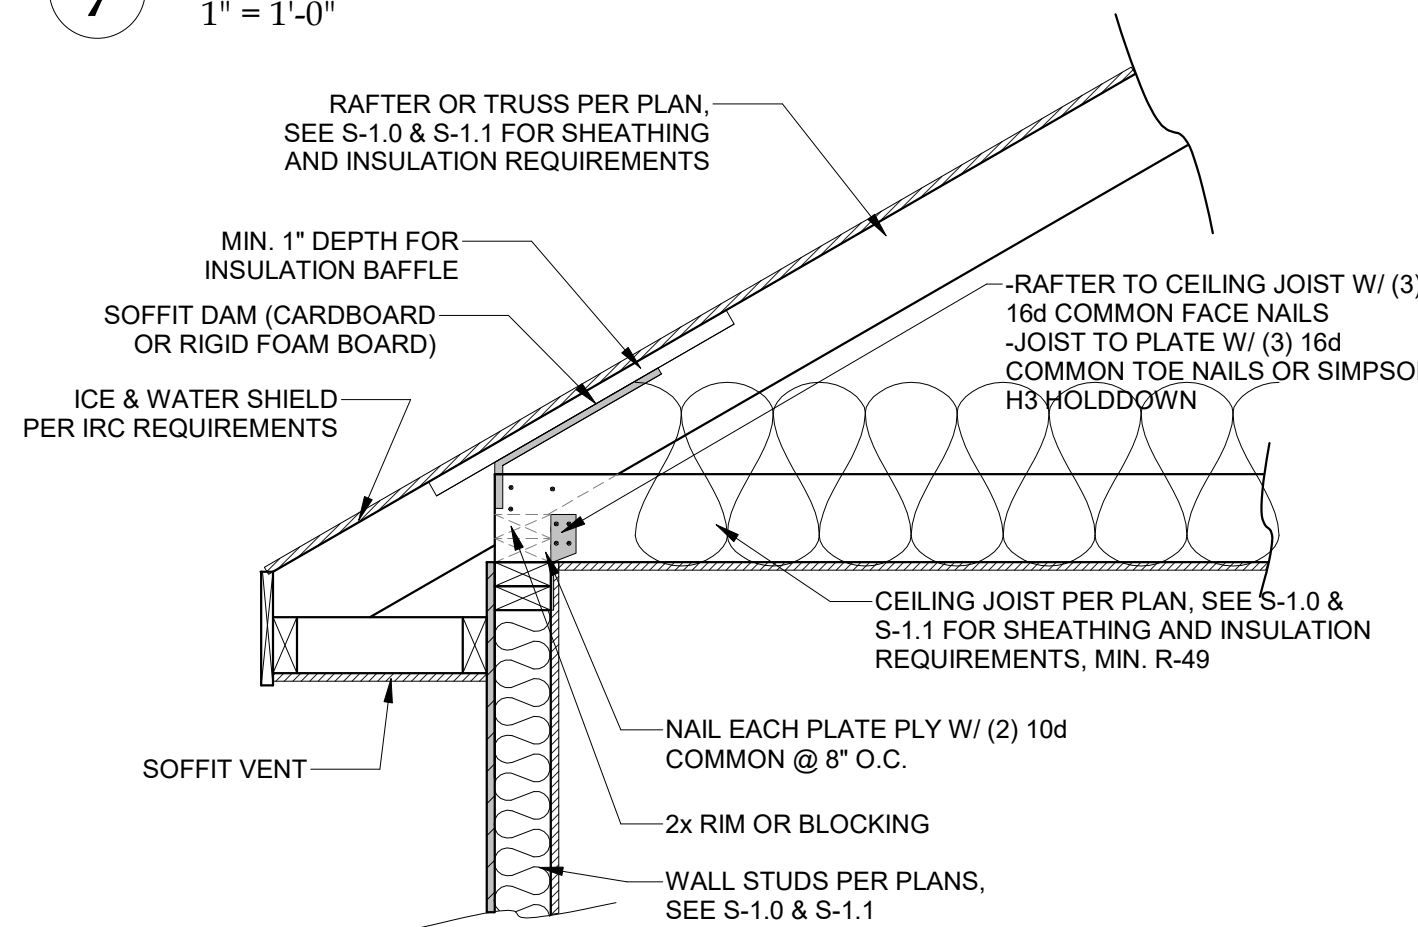 1" = 1'-0"
RAFTER OR TRUSS PER PLAN,
SEE S-1.0 & S-1.1 FOR SHEATHING
AND INSULATION REQUIREMENTS
MIN. 1" DEPTH FOR
INSULATION BAFFLE
SOFFIT DAM (CARDBOARD
OR RIGID FOAM BOARD)
ICE & WATER SHIELD
PER IRC REQUIREMENTS
-RAFTER TO CEILING JOIST W/ (3)
16d COMMON FACE NAILS
-JOIST TO PLATE W/ (3) 16d
COMMON TOE NAILS OR SIMPSO
H3 HOLDDOWN
CEILING JOIST PER PLAN, SEE S-1.0 &
S-1.1 FOR SHEATHING AND INSULATION
REQUIREMENTS, MIN. R-49
NAIL EACH PLATE PLY W/ (2) 10d
COMMON @ 8" O.C.
SOFFIT VENT
2x RIM OR BLOCKING
WALL STUDS PER PLANS,
SEE S-1.0 & S-1.1